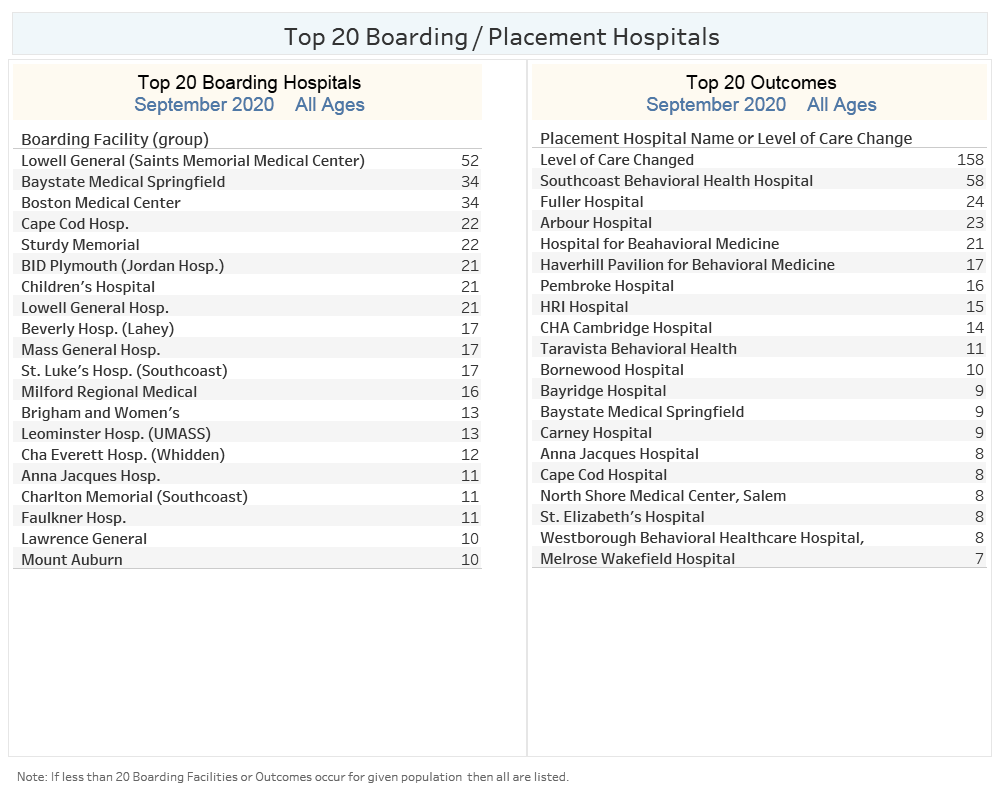 Top 20 Boarding / Placement Hospitals
Top 20 Boarding Hospitals
September 2020 All Ages
Boarding Facility (group)
Lowell General (Saints Memorial Medical Center) 52
Baystate Medical Springfield 34
Boston Medical Center 34
Cape Cod Hosp. 22
Sturdy Memorial 22
BID Plymouth (Jordan Hosp.) 21
Children's Hospital 21
Lowell General Hosp. 21
Beverly Hosp. (Lahey) 17
Mass General Hosp. 17
St. Luke's Hosp. (Southcoast) 17
Milford Regional Medical 16
Brigham and Women's 13
Leominster Hosp. (UMASS) 13
Cha Everett Hosp. (Whidden) 12
Anna Jacques Hosp. 11
Charlton Memorial (Southcoast) 11
Faulkner Hosp. 11
Lawrence General 10
Mount Auburn 10
Top 20 Outcomes
September 2020 All Ages
Placement Hospital Name or Level of Care Change
Level of Care Changed 158
Southcoast Behavioral Health Hospital 58
Fuller Hospital 24
Arbour Hospital 23
Hospital for Beahavioral Medicine 21
Haverhill Pavilion for Behavioral Medicine 17
Pembroke Hospital 16
HRI Hospital 15
CHA Cambridge Hospital 14
Taravista Behavioral Health 11
Bornewood Hospital 10
Bayridge Hospital 9
Baystate Medical Springfield 9
Carney Hospital 9
Anna Jacques Hospital 8
Cape Cod Hospital 8
North Shore Medical Center, Salem 8
St. Elizabeth's Hospital 8
Westborough Behavioral Healthcare Hospital, 8
Melrose Wakefield Hospital 7
Note: If less than 20 Boarding Facilities or Outcomes occur for given population then all are listed.